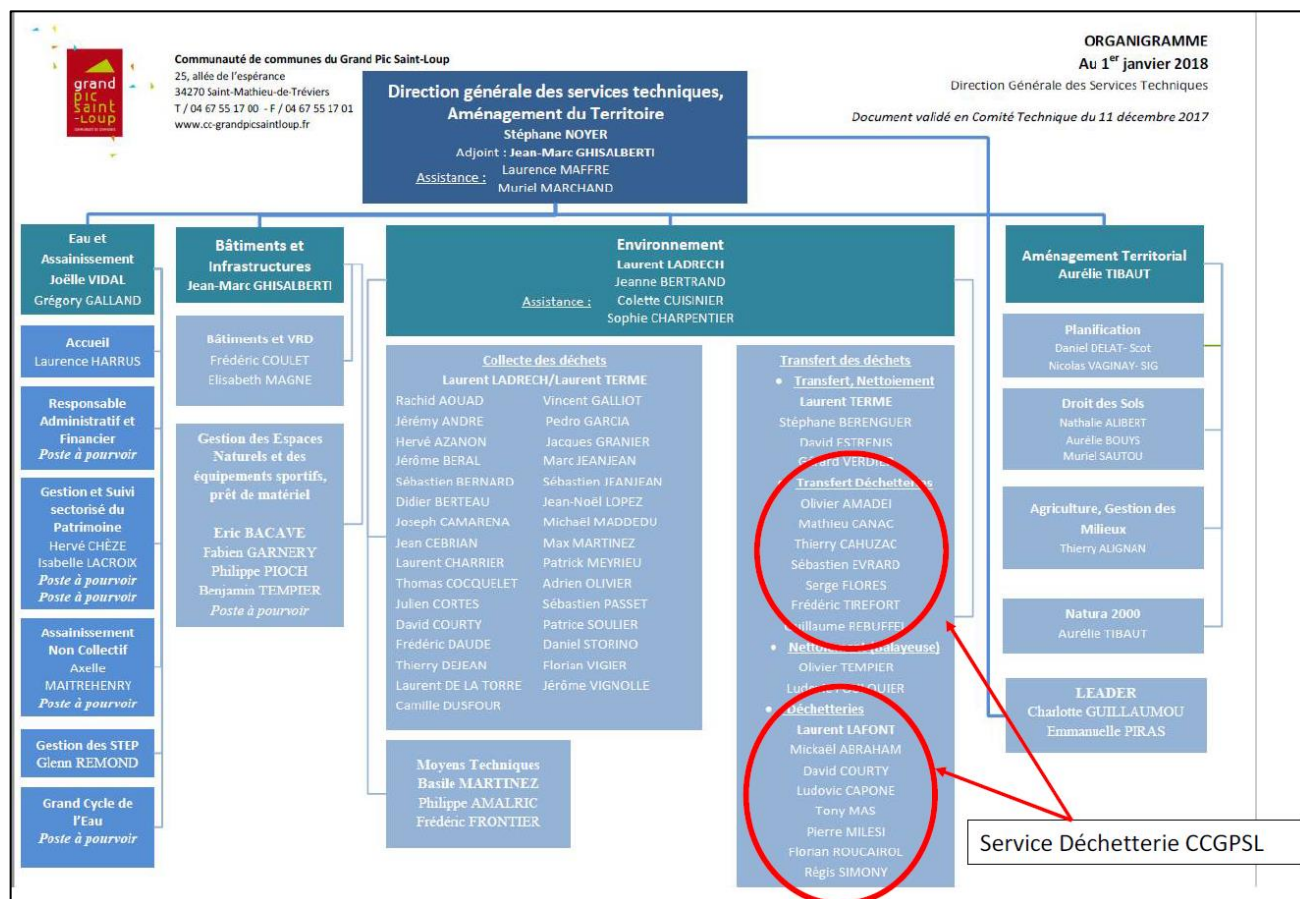 grand
pic
saint
-Loup
Communauté de communes du Grand Pic Saint-Loup
25, allée de l'espérance
34270 Saint-Mathieu-de-Tréviers
T / 04 67 55 17 00 - F / 04 67 55 17 01
www.cc-grandpicsaintloup.fr
ORGANIGRAMME
Au 1er janvier 2018
Direction Générale des Services Techniques
Document validé en Comité Technique du 11 décembre 2017
Direction générale des services techniques,
Aménagement du Territoire
Stéphane NOYER
Adjoint : Jean-Marc GHISALBERTI
Assistance : Laurence MAFFRE
Muriel MARCHAND
Eau et
Assainissement
Joëlle VIDAL
Grégory GALLAND
Accueil
Laurence HARRUS
Responsable
Administratif et
Financier
Poste à pourvoir
Gestion et Suivi
sectorisé du
Patrimoine
Hervé CHÈZE
Isabelle LACROIX
Poste à pourvoir
Poste à pourvoir
Assainissement
Non Collectif
Axelle
MAITREHENRY
Poste à pourvoir
Gestion des STEP
Glenn REMOND
Grand Cycle de
l'Eau
Poste à pourvoir
Bâtiments et
Infrastructures
Jean-Marc GHISALBERTI
Bâtiments et VRD
Frédéric COULET
Elisabeth MAGNE
Gestion des Espaces
Naturels et des
équipements sportifs,
prêt de matériel
Eric BACAVE
Fabien GARNERY
Philippe PIOCH
Benjamin TEMPIER
Poste à pourvoir
Environnement
Laurent LADRECH
Jeanne BERTRAND
Assistance : Colette CUISINIER
Sophie CHARPENTIER
Collecte des déchets
Laurent LADRECH/Laurent TERME
Rachid AOUAD Vincent GALLIOT
Jérémy ANDRE Pedro GARCIA
Hervé AZANON Jacques GRANIER
Jérôme BERAL Marc JEANJEAN
Sébastien BERNARD Sébastien JEANJEAN
Didier BERTEAU Jean-Noël LOPEZ
Joseph CAMARENA Michaël MADDEDU
Jean CEBRIAN Max MARTINEZ
Laurent CHARRIER Patrick MEYRIEU
Thomas COCQUELET Adrien OLIVIER
Julien CORTES Sébastien PASSET
David COURTY Patrice SOULIER
Frédéric DAUDE Daniel STORINO
Thierry DEJEAN Florian VIGIER
Laurent DE LA TORRE Jérôme VIGNOLLE
Camille DUSFOUR
Moyens Techniques
Basile MARTINEZ
Philippe AMALRIC
Frédéric FRONTIER
Transfert des déchets
• Transfert, Nettoiement
Laurent TERME
Stéphane BERENGUER
David ESTRENIS
Gérard VERDIER
• Transfert Déchetteries
Olivier AMADEI
Mathieu CANAC
Thierry CAHUZAC
Sébastien EVRARD
Serge FLORES
Frédéric TIREFORT
Guillaume REBUFFEL
• Nettoiement (Balayeuse)
Olivier TEMPIER
• Déchetteries
Laurent LAFONT
Mickaël ABRAHAM
David COURTY
Ludovic CAPONE
Tony MAS
Pierre MILESI
Florian ROUCAIROL
Régis SIMONY
Aménagement Territorial
Aurélie TIBAUT
Planification
Daniel DELAT- Scot
Nicolas VAGINAY- SIG
Droit des Sols
Nathalie ALIBERT
Aurélie BOUYS
Muriel SAUTOU
Agriculture, Gestion des
Milieux
Thierry ALIGNAN
Natura 2000
Aurélie TIBAUT
LEADER
Charlotte GUILLAUMOU
Emmanuelle PIRAS
Service Déchetterie CCGPSL